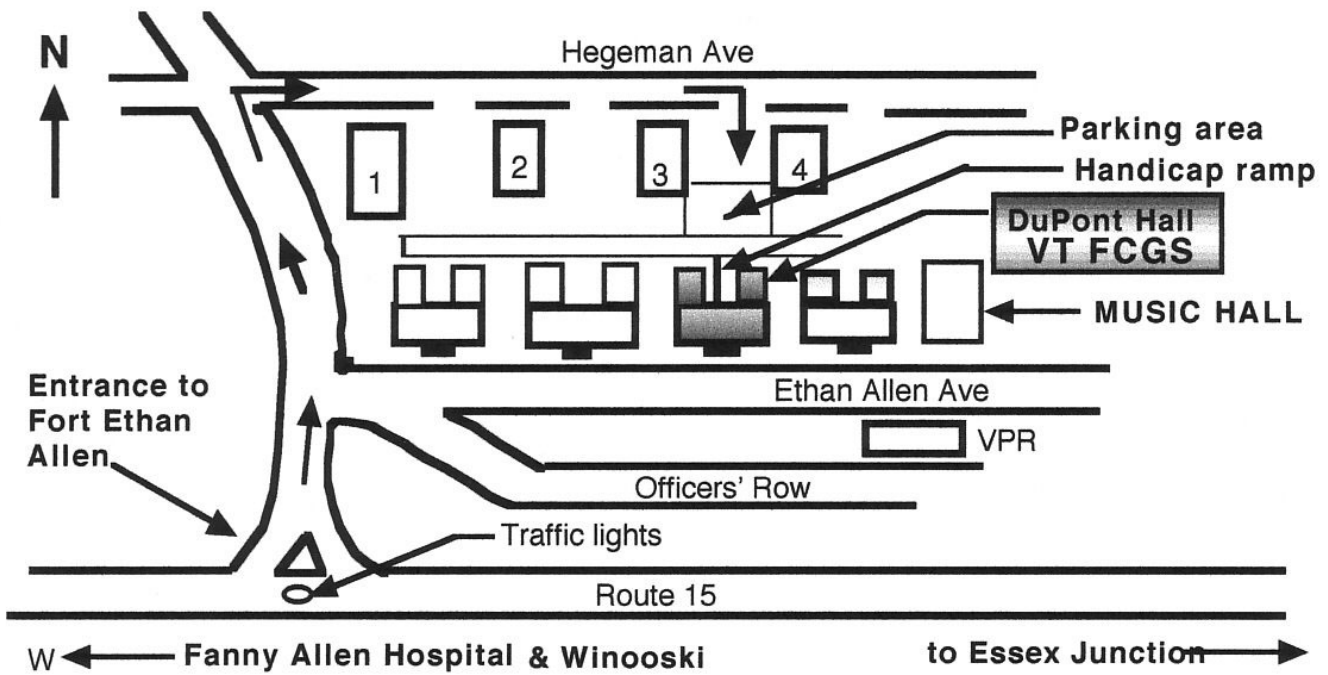 Hegeman Ave
N
Parking area
1
2
3
4
Handicap ramp
DuPont Hall
VT FCGS
MUSIC HALL
Entrance to
Fort Ethan
Allen
Ethan Allen Ave
VPR
Officers' Row
Traffic lights
Route 15
W
Fanny Allen Hospital & Winooski
to Essex Junction